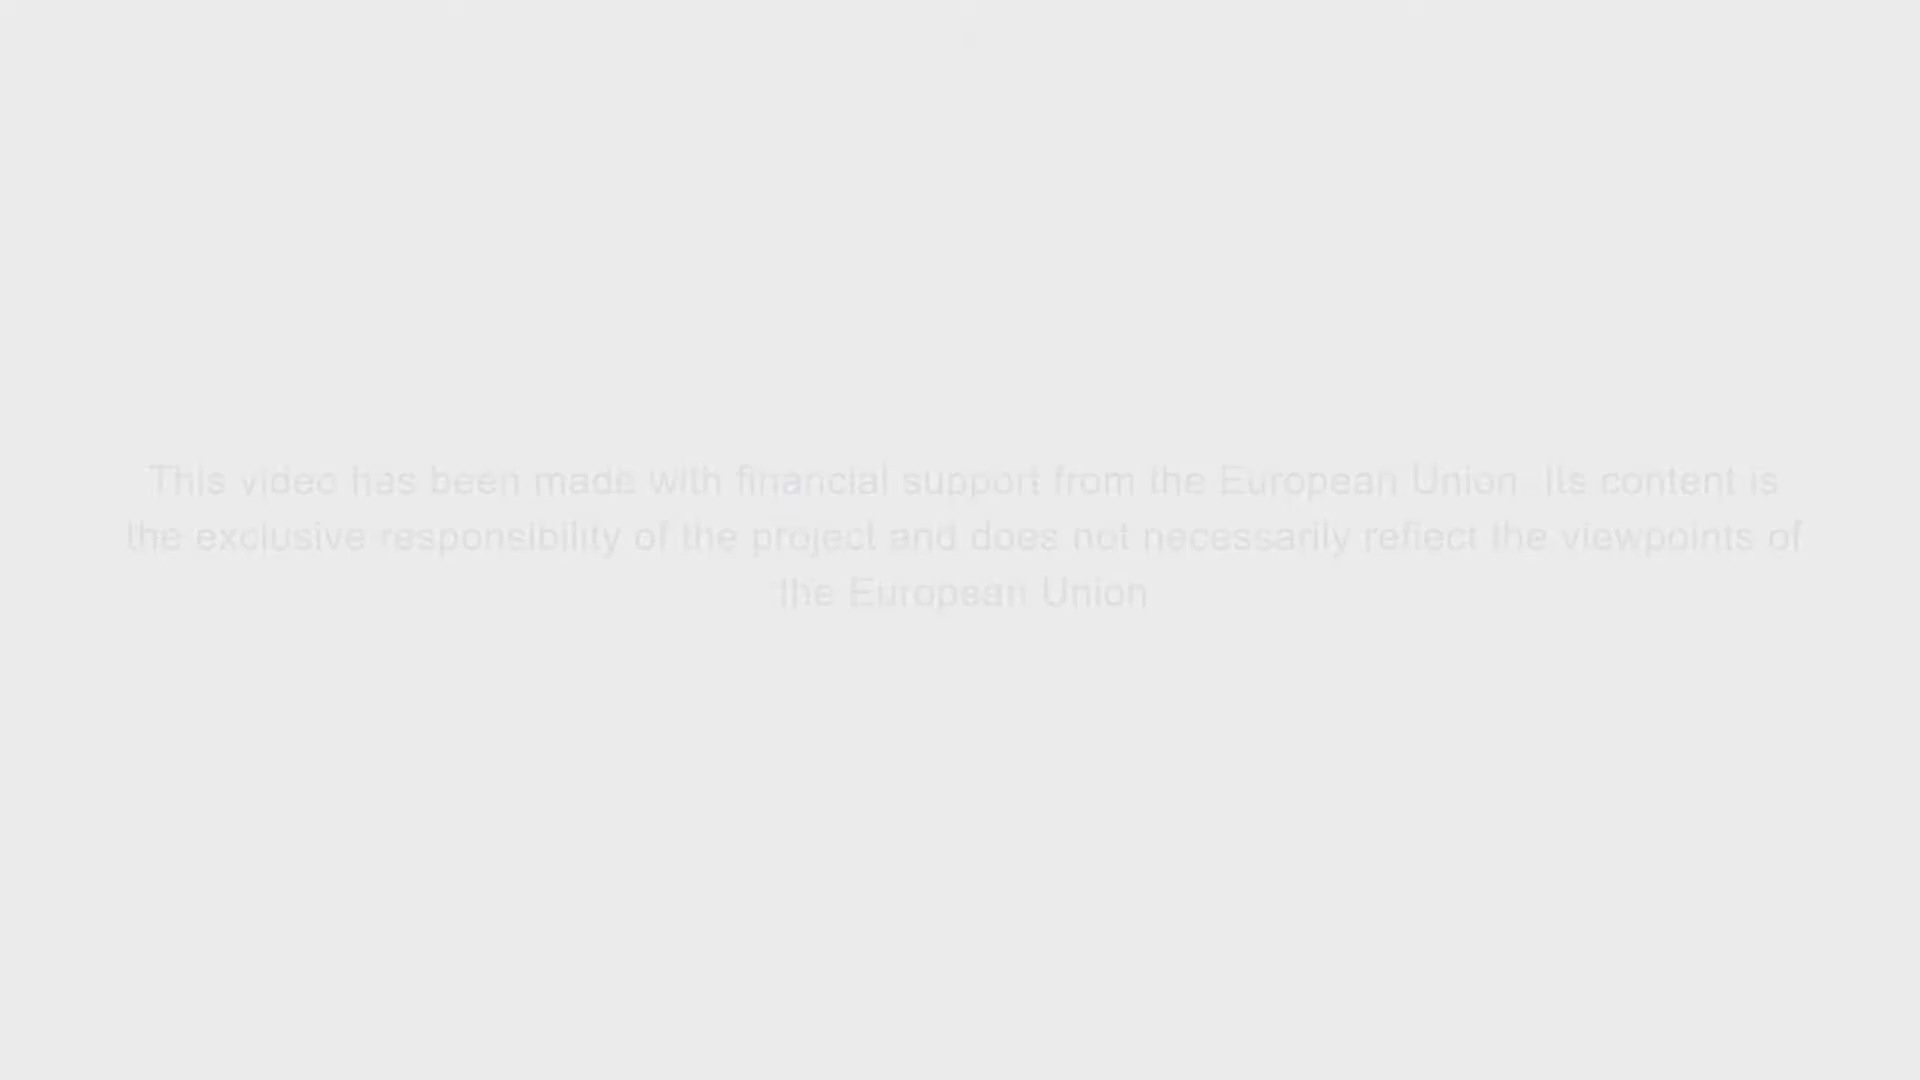 This video has been made with financial support from the European Union. Its content is
the exclusive responsibility of the project and does not necessarily reflect the viewpoints of
the European Union